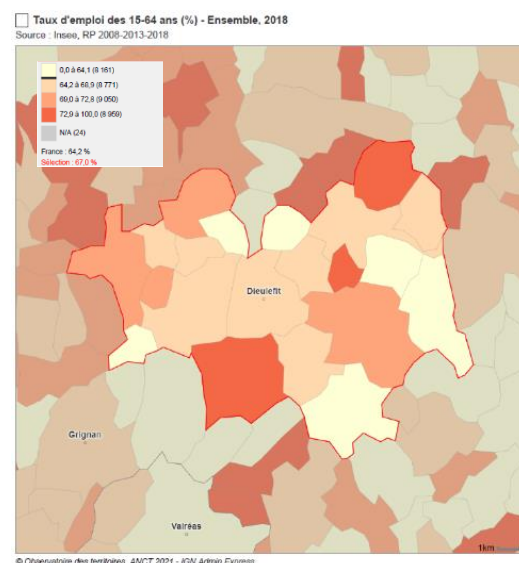 Taux d'emploi des 15-64 ans (%) - Ensemble, 2018
Source : Insee, RP 2008-2013-2018
0,0 à 64,1 (8 161)
64,2 à 68,9 (8 771)
69,0 à 72,8 (9 050)
72,9 à 100,0 (8 959)
N/A (24)
France : 64,2 %
Sélection : 67,0 %
Dieulefit
Grignan
Valréas
1km
© Observatoire des territoires, ANCT 2021 - IGN Admin Express